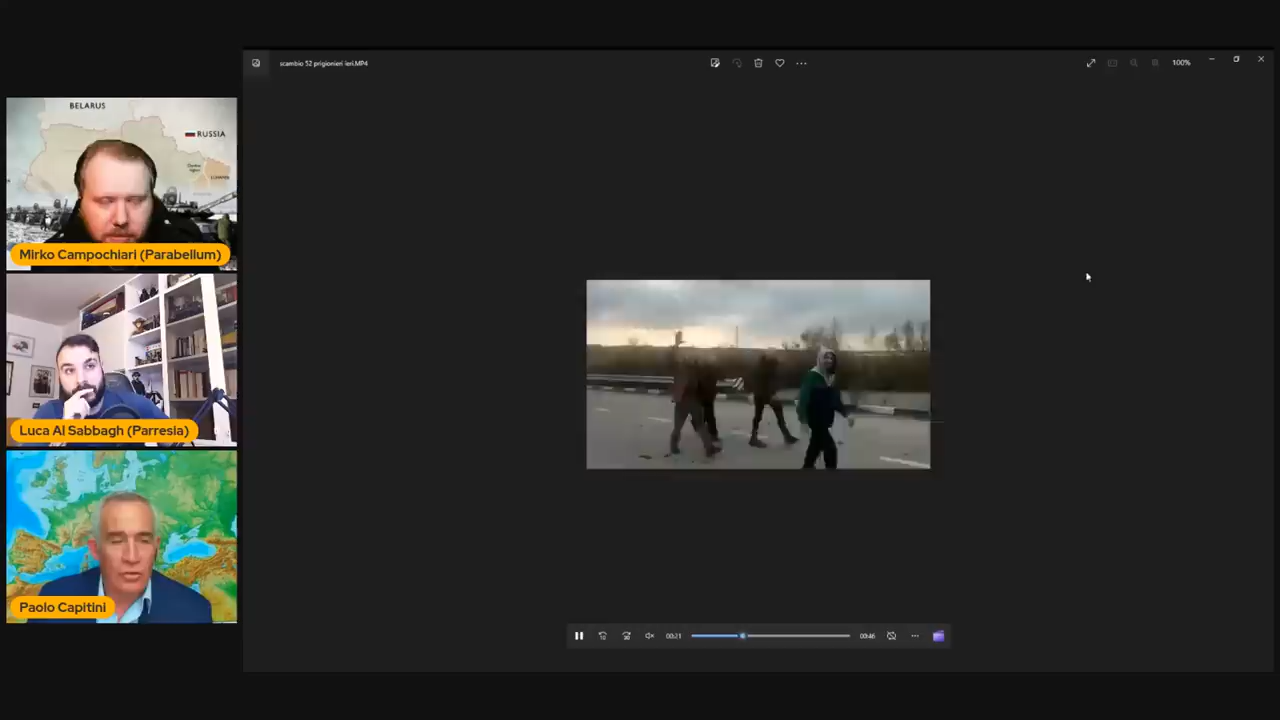 scambio 52 prigionieri ieri.MP4
100%
BELARUS
RUSSIA
Mirko Campochiari (Parabellum)
Luca Al Sabbagh (Parresia)
Paolo Capitini
00:21
00:46